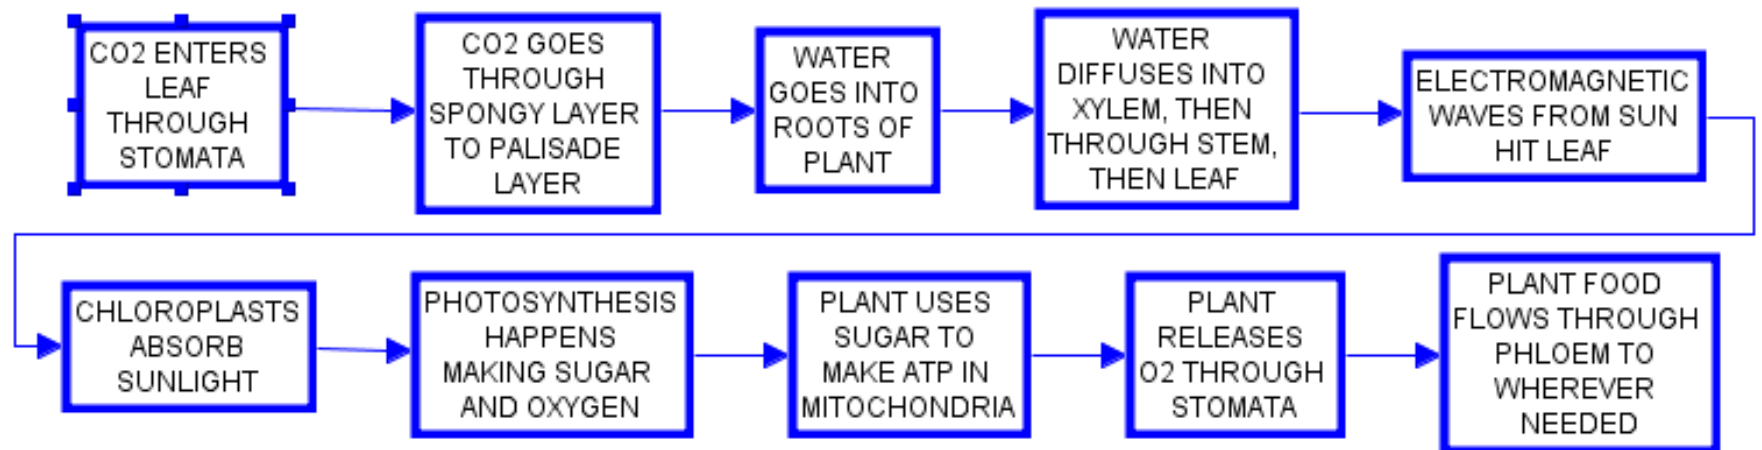 CO2 ENTERS
LEAF
THROUGH
STOMATA
CO2 GOES
THROUGH
SPONGY LAYER
TO PALISADE
LAYER
WATER
GOES INTO
ROOTS OF
PLANT
WATER
DIFFUSES INTO
XYLEM, THEN
THROUGH STEM,
THEN LEAF
ELECTROMAGNETIC
WAVES FROM SUN
HIT LEAF
CHLOROPLASTS
ABSORB
SUNLIGHT
PHOTOSYNTHESIS
HAPPENS
MAKING SUGAR
AND OXYGEN
PLANT USES
SUGAR TO
MAKE ATP IN
MITOCHONDRIA
PLANT
RELEASES
O2 THROUGH
STOMATA
PLANT FOOD
FLOWS THROUGH
PHLOEM TO
WHEREVER
NEEDED